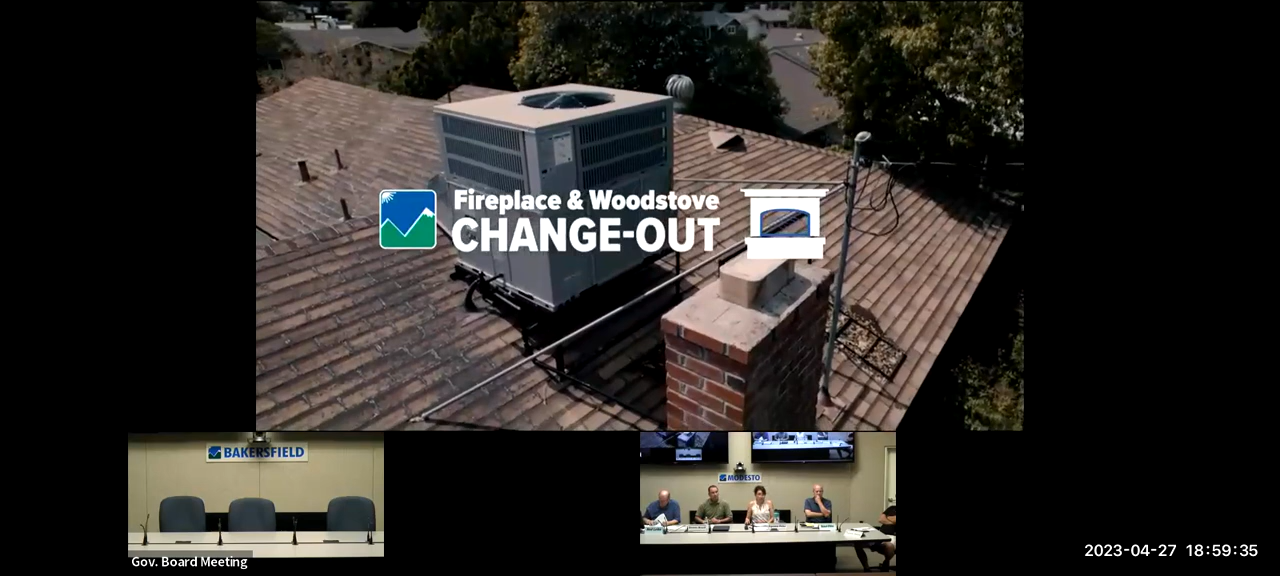 Fireplace & Woodstove
CHANGE-OUT
BAKERSFIELD
MODESTO
Gov. Board Meeting
2023-04-27 18:59:35